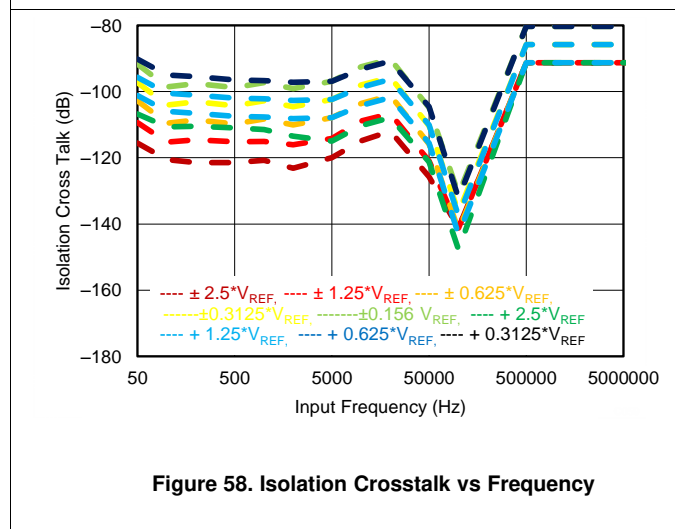 −80
−100
−120
−140
−160
−180
Isolation Cross Talk (dB)
---- ± 2.5*VREF, ---- ± 1.25*VREF, ---- ± 0.625*VREF
-------±0.3125*VREF, -------±0.156 VREF, ---- + 2.5*VREF
---- + 1.25*VREF, ---- + 0.625*VREF, ---- + 0.3125*VREF
50 500 5000 50000 500000 5000000
Input Frequency (Hz)
Figure 58. Isolation Crosstalk vs Frequency